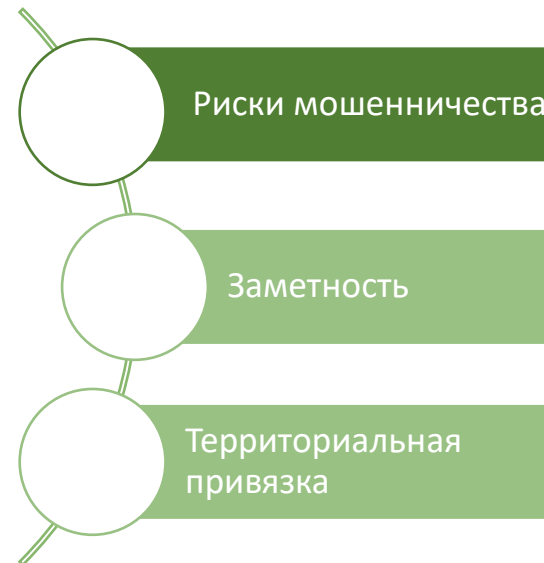 Риски мошенничества
Заметность
Территориальная
привязка